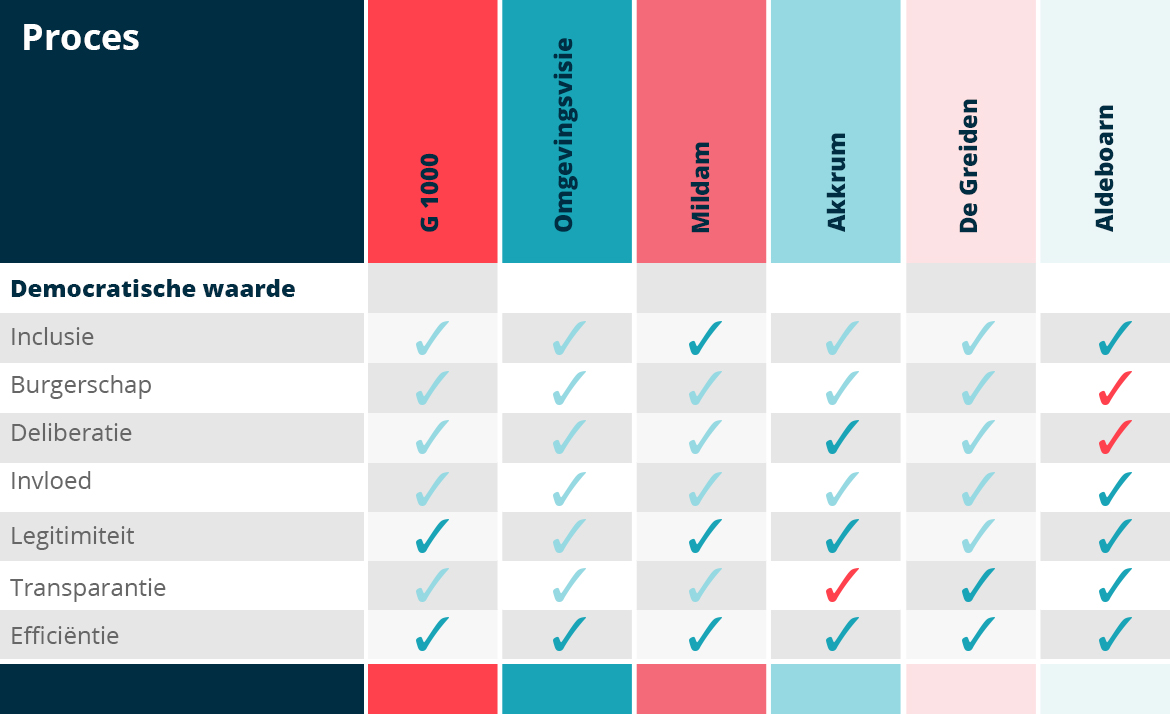 Proces
G 1000
Omgevingsvisie
Mildam
Akkrum
De Greiden
Aldeboarn
Democratische waarde
Inclusie
Burgerschap
Deliberatie
Invloed
Legitimiteit
Transparantie
Efficiëntie